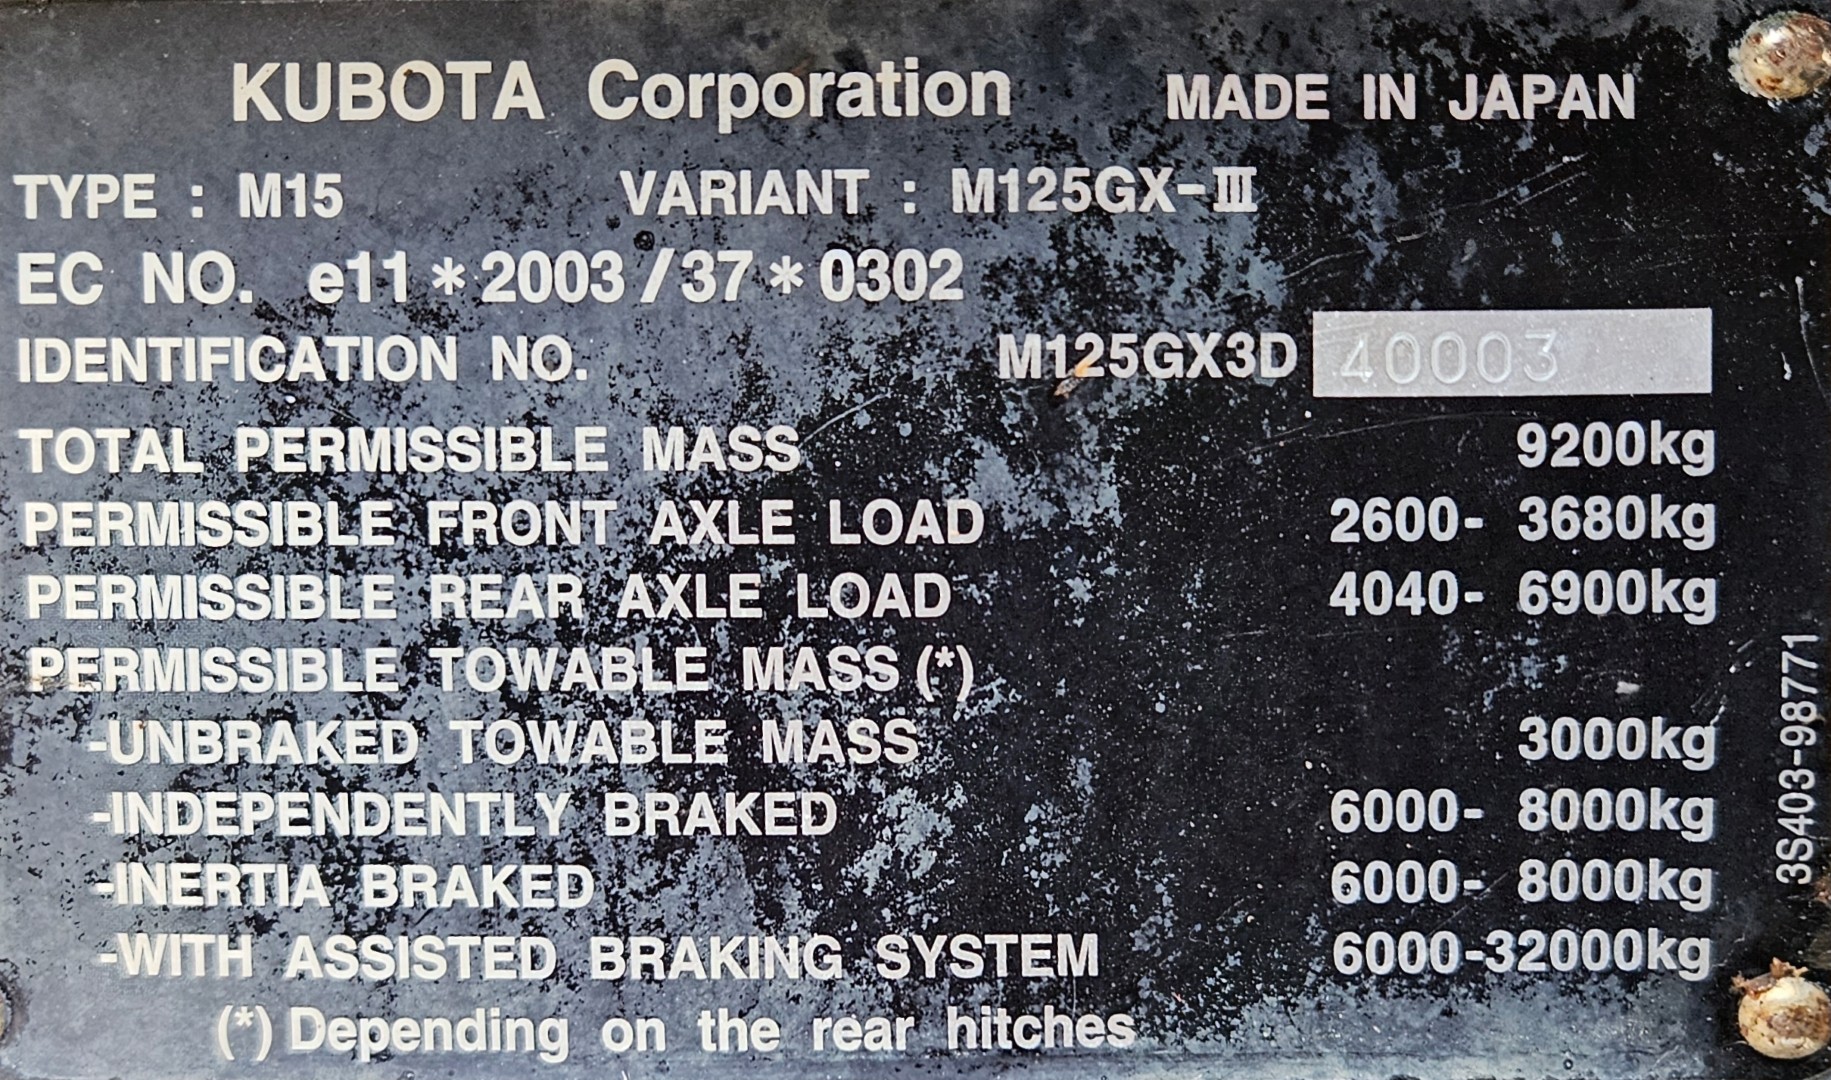 KUBOTA Corporation MADE IN JAPAN
TYPE : M15 VARIANT : M125GX-III
EC NO. e11*2003/37*0302
IDENTIFICATION NO. M125GX3D 40003
TOTAL PERMISSIBLE MASS 9200kg
PERMISSIBLE FRONT AXLE LOAD 2600- 3680kg
PERMISSIBLE REAR AXLE LOAD 4040- 6900kg
PERMISSIBLE TOWABLE MASS (*)
-UNBRAKED TOWABLE MASS 3000kg
-INDEPENDENTLY BRAKED 6000- 8000kg
-INERTIA BRAKED 6000- 8000kg
-WITH ASSISTED BRAKING SYSTEM 6000-32000kg
(*) Depending on the rear hitches
3S403-98771